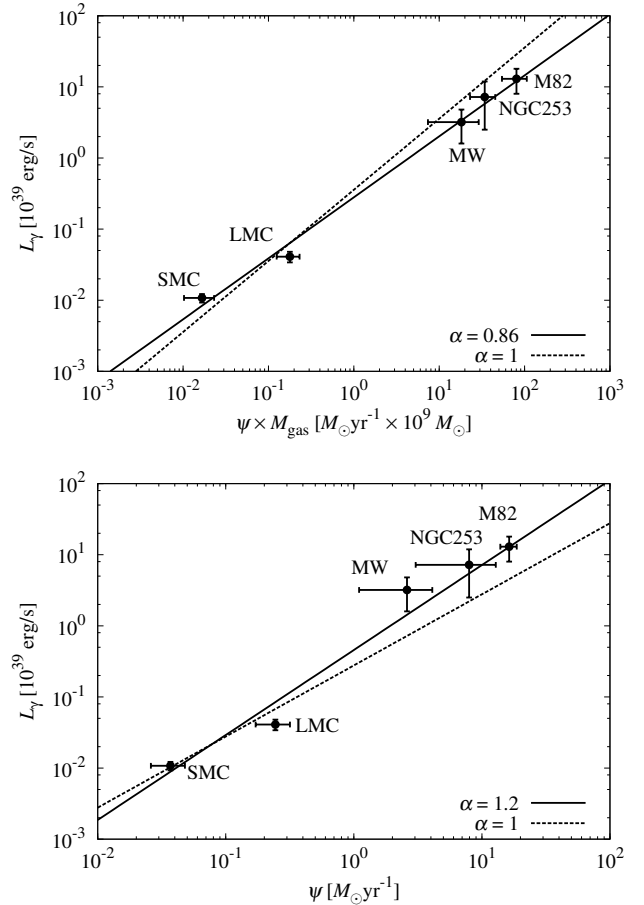 10^2
10^1
10^0
10^-1
10^-2
10^-3
L_γ [10^39 erg/s]
M82
NGC253
MW
LMC
SMC
α = 0.86
α = 1
10^-3 10^-2 10^-1 10^0 10^1 10^2 10^3
ψ × M_gas [M_⊙yr^-1 × 10^9 M_⊙]
10^2
10^1
10^0
10^-1
10^-2
10^-3
L_γ [10^39 erg/s]
M82
NGC253
MW
LMC
SMC
α = 1.2
α = 1
10^-2 10^-1 10^0 10^1 10^2
ψ [M_⊙yr^-1]